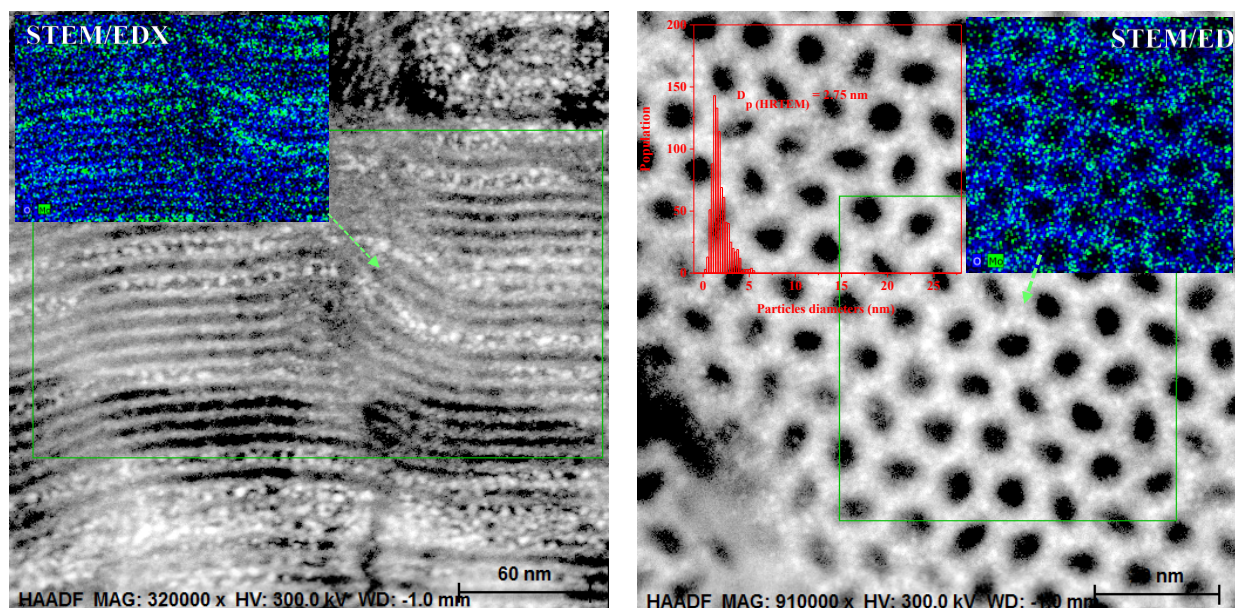 STEM/EDX
60 nm
HAADF MAG: 320000 x HV: 300.0 kV WD: -1.0 mm
STEM/ED
200
150
100
50
0
Population
D p (HRTEM) = 2.75 nm
0 5 10 15 20 25
Particles diameters (nm)
O Mo
nm
HAADF MAG: 910000 x HV: 300.0 kV WD: